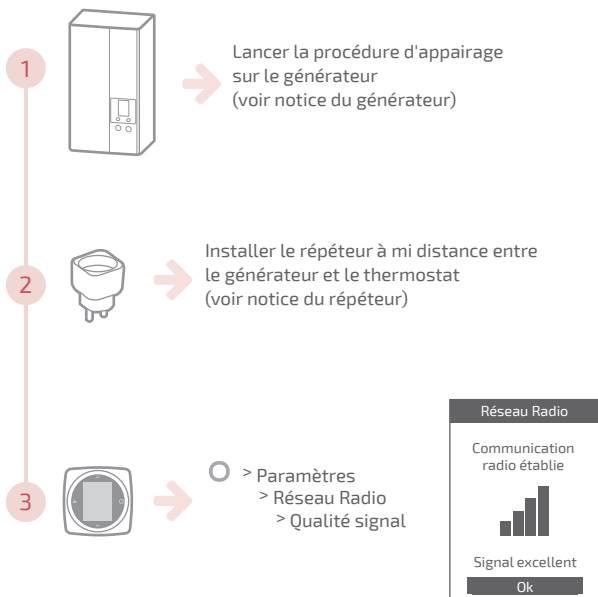 1
Lancer la procédure d'appairage
sur le générateur
(voir notice du générateur)
2
Installer le répéteur à mi distance entre
le générateur et le thermostat
(voir notice du répéteur)
3
> Paramètres
> Réseau Radio
> Qualité signal
Réseau Radio
Communication
radio établie
Signal excellent
Ok